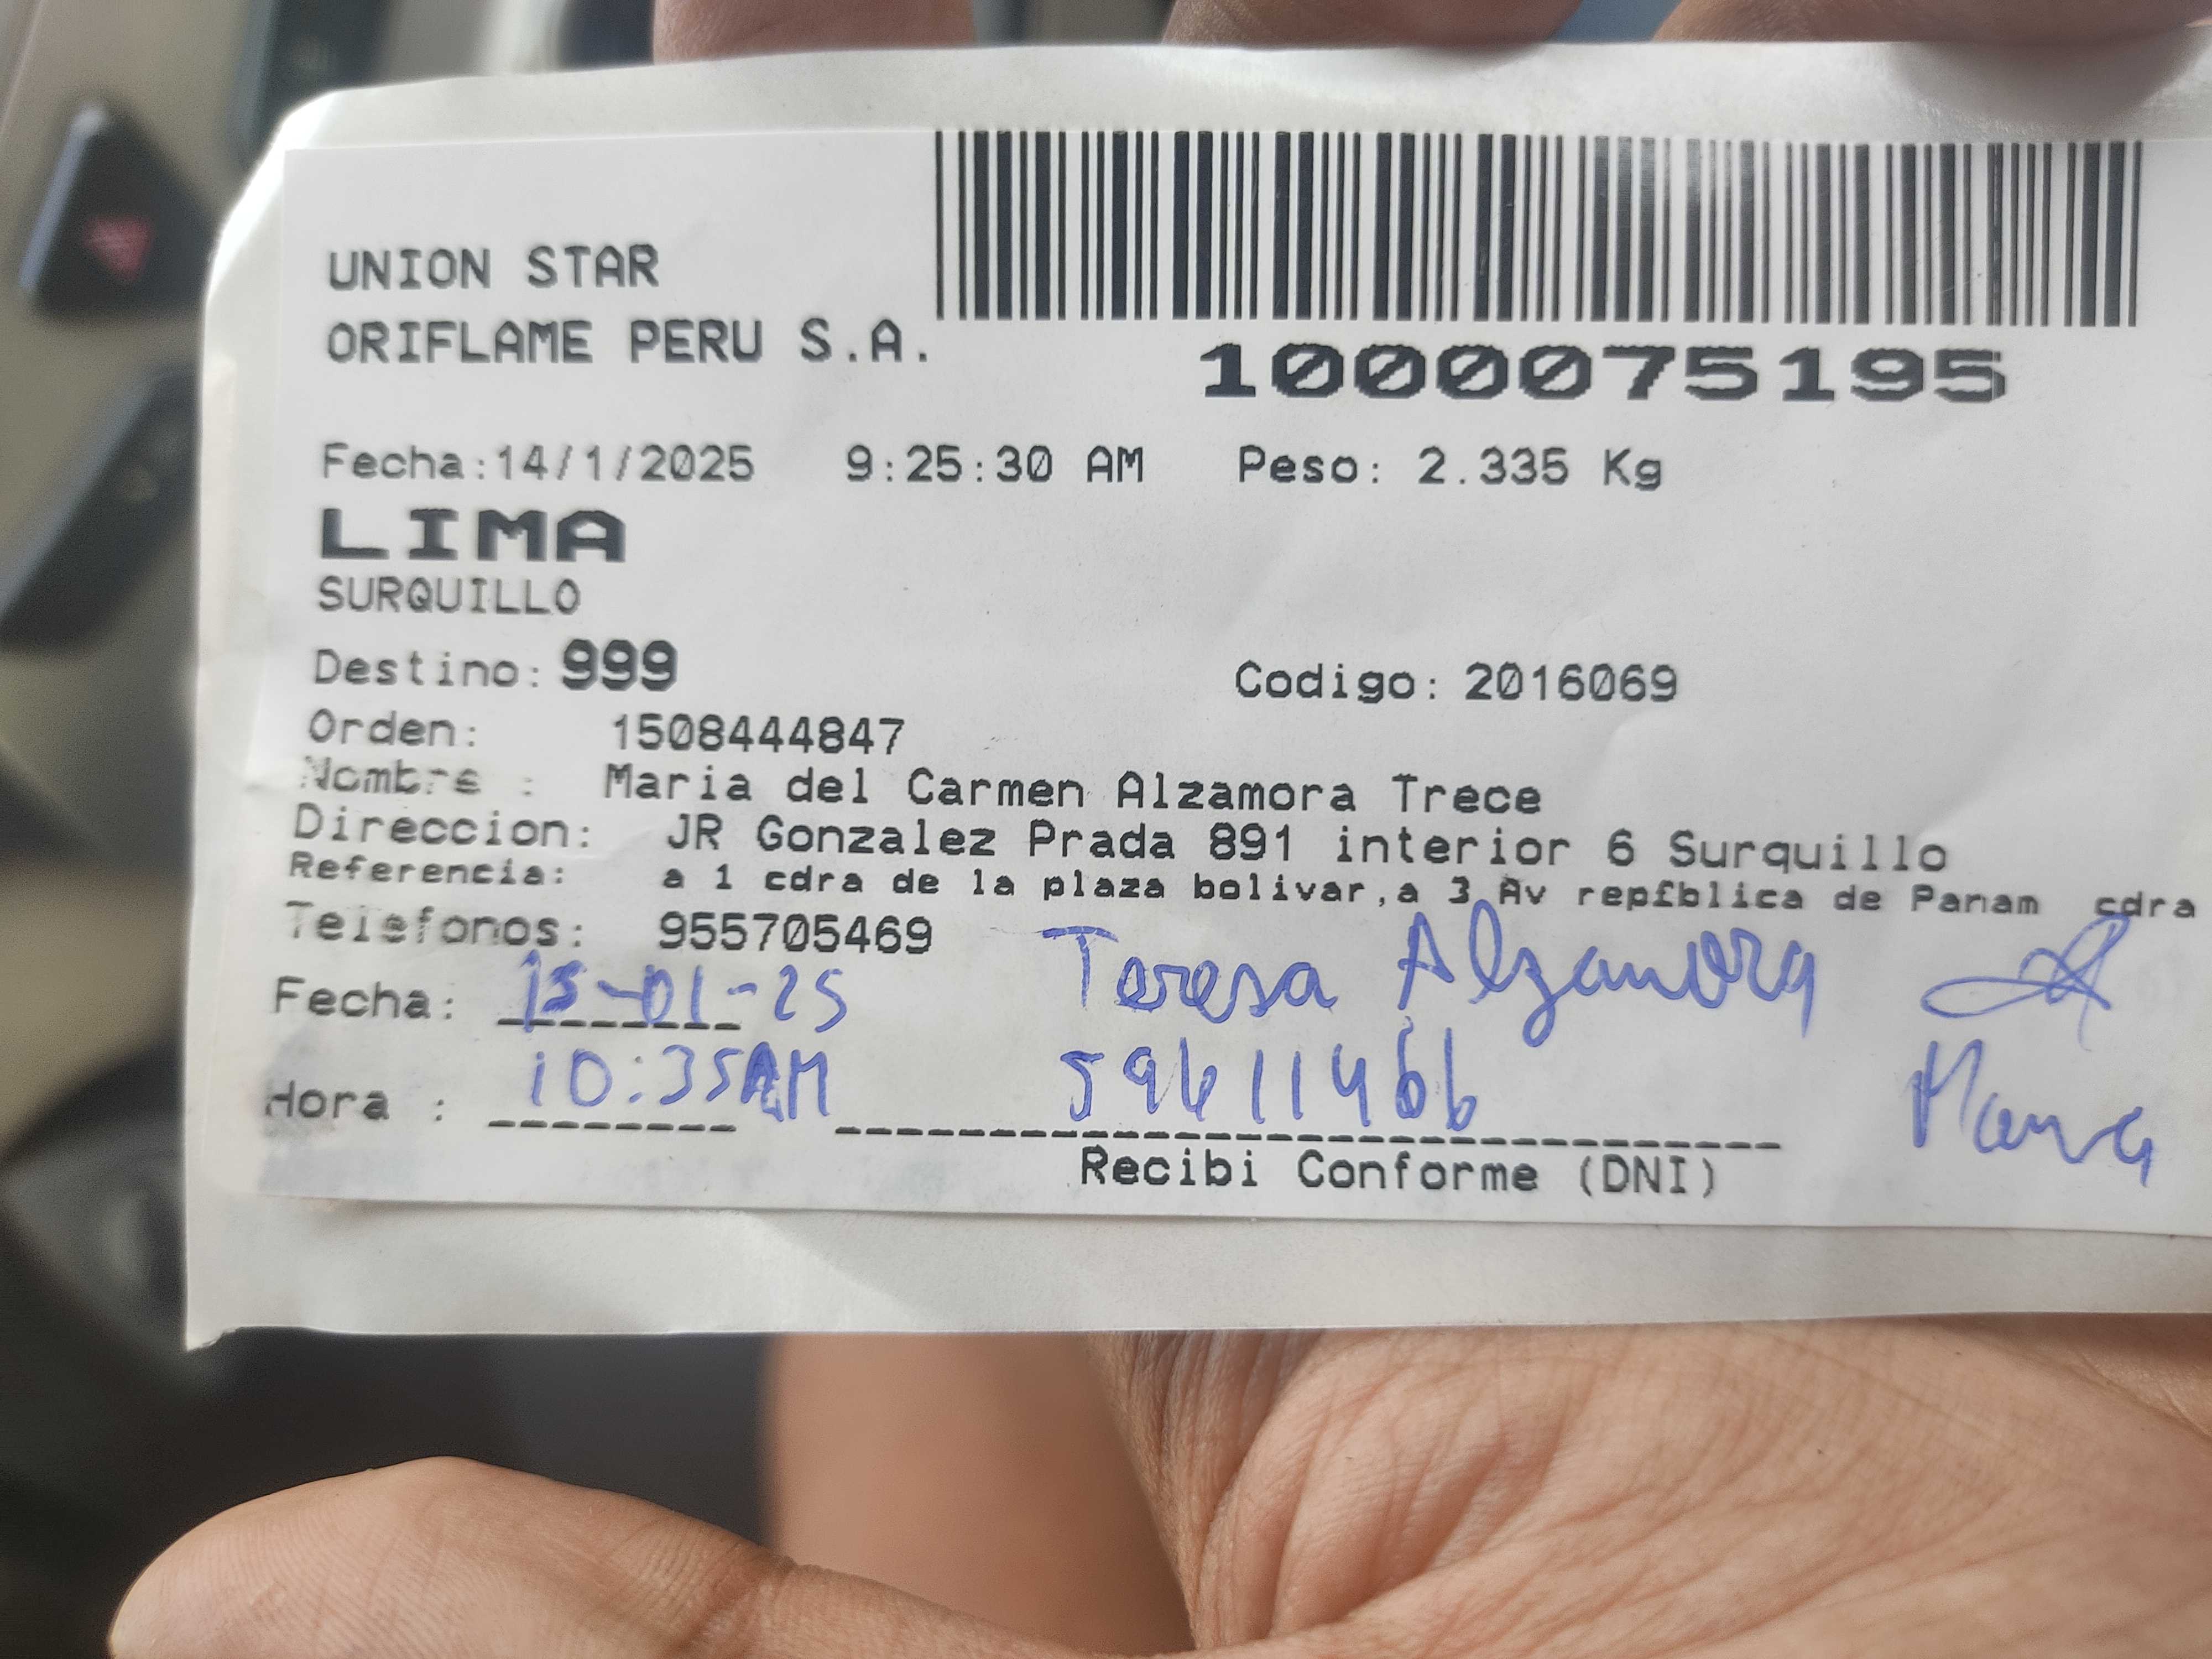 UNION STAR
ORIFLAME PERU S.A.
1000075195
Fecha:14/1/2025 9:25:30 AM Peso: 2.335 Kg
LIMA
SURQUILLO
Destino: 999 Codigo: 2016069
Orden: 1508444847
Nombre : Maria del Carmen Alzamora Trece
Direccion: JR Gonzalez Prada 891 interior 6 Surquillo
Referencia: a 1 cdra de la plaza bolivar,a 3 Av repfblica de Panam cdra
Telefonos: 955705469 Teresa Alzamora
Fecha: 15-01-25
Hora : 10:35AM
Recibi Conforme (DNI)